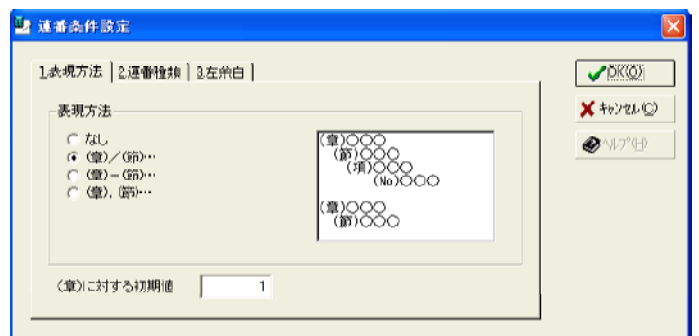 連番条件設定
1.表現方法 2.連番種類 3.左余白
表現方法
なし
(章)／(節)…
(章)－(節)…
(章). (節)…
(章)○○○
(節)○○○
(項)○○○
(No)○○○
(章)○○○
(節)○○○
(章)に対する初期値 1
OK(O)
キャンセル(C)
ヘルプ(H)